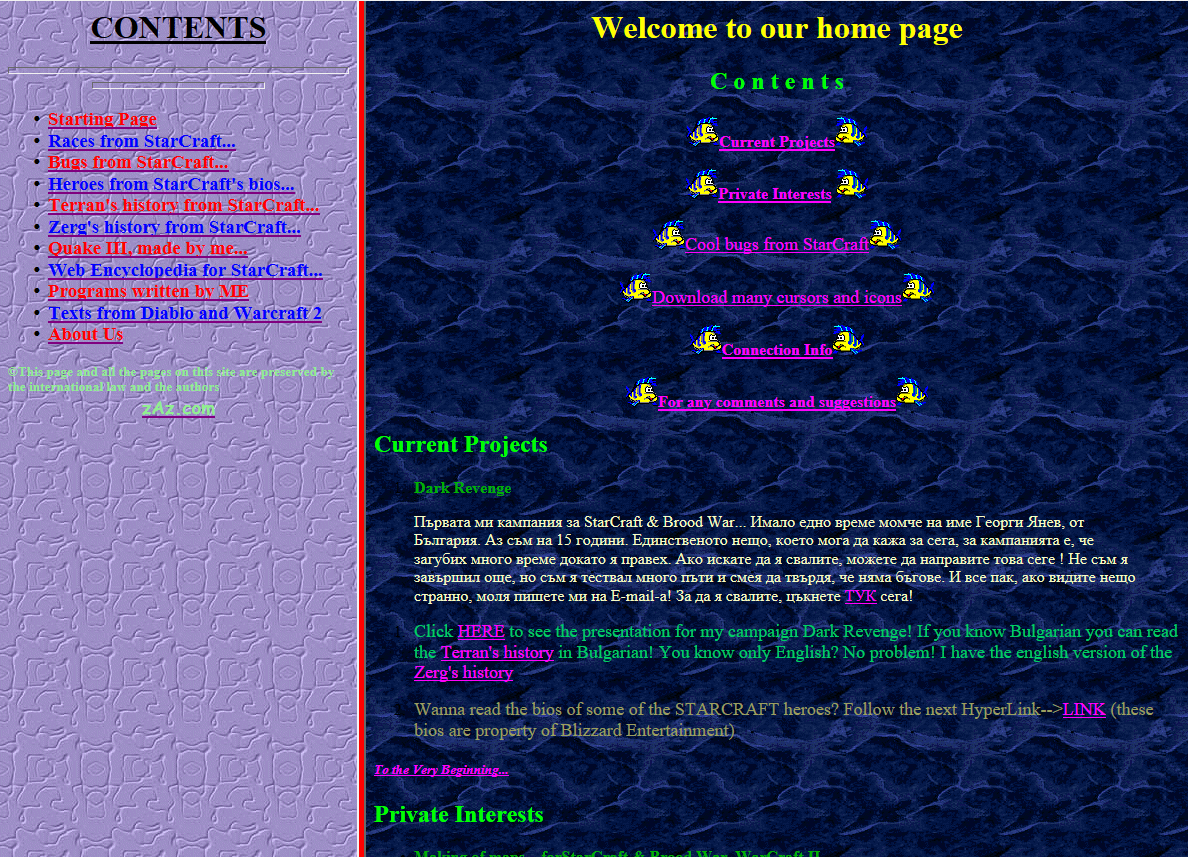 CONTENTS
Starting Page
Races from StarCraft...
Bugs from StarCraft...
Heroes from StarCraft's bios...
Terran's history from StarCraft...
Zerg's history from StarCraft...
Quake III, made by me...
Web Encyclopedia for StarCraft...
Programs written by ME
Texts from Diablo and Warcraft 2
About Us
©This page and all the pages on this site are preserved by
the international law and the authors
zAz.com
Welcome to our home page
Contents
Current Projects
Private Interests
Cool bugs from StarCraft
Download many cursors and icons
Connection Info
For any comments and suggestions
Current Projects
Dark Revenge
Първата ми кампания за StarCraft & Brood War... Имало едно време момче на име Георги Янев, от
България. Аз съм на 15 години. Единственото нещо, което мога да кажа за сега, за кампанията е, че
загубих много време докато я правех. Ако искате да я свалите, можете да направите това сеге ! Не съм я
завършил още, но съм я тествал много пъти и смея да твърдя, че няма бъгове. И все пак, ако видите нещо
странно, моля пишете ми на E-mail-a! За да я свалите, цъкнете ТУК сега!
Click HERE to see the presentation for my campaign Dark Revenge! If you know Bulgarian you can read
the Terran's history in Bulgarian! You know only English? No problem! I have the english version of the
Zerg's history
Wanna read the bios of some of the STARCRAFT heroes? Follow the next HyperLink-->LINK (these
bios are property of Blizzard Entertainment)
To the Very Beginning...
Private Interests
Making of maps - forStarCraft & Brood War, WarCraft II